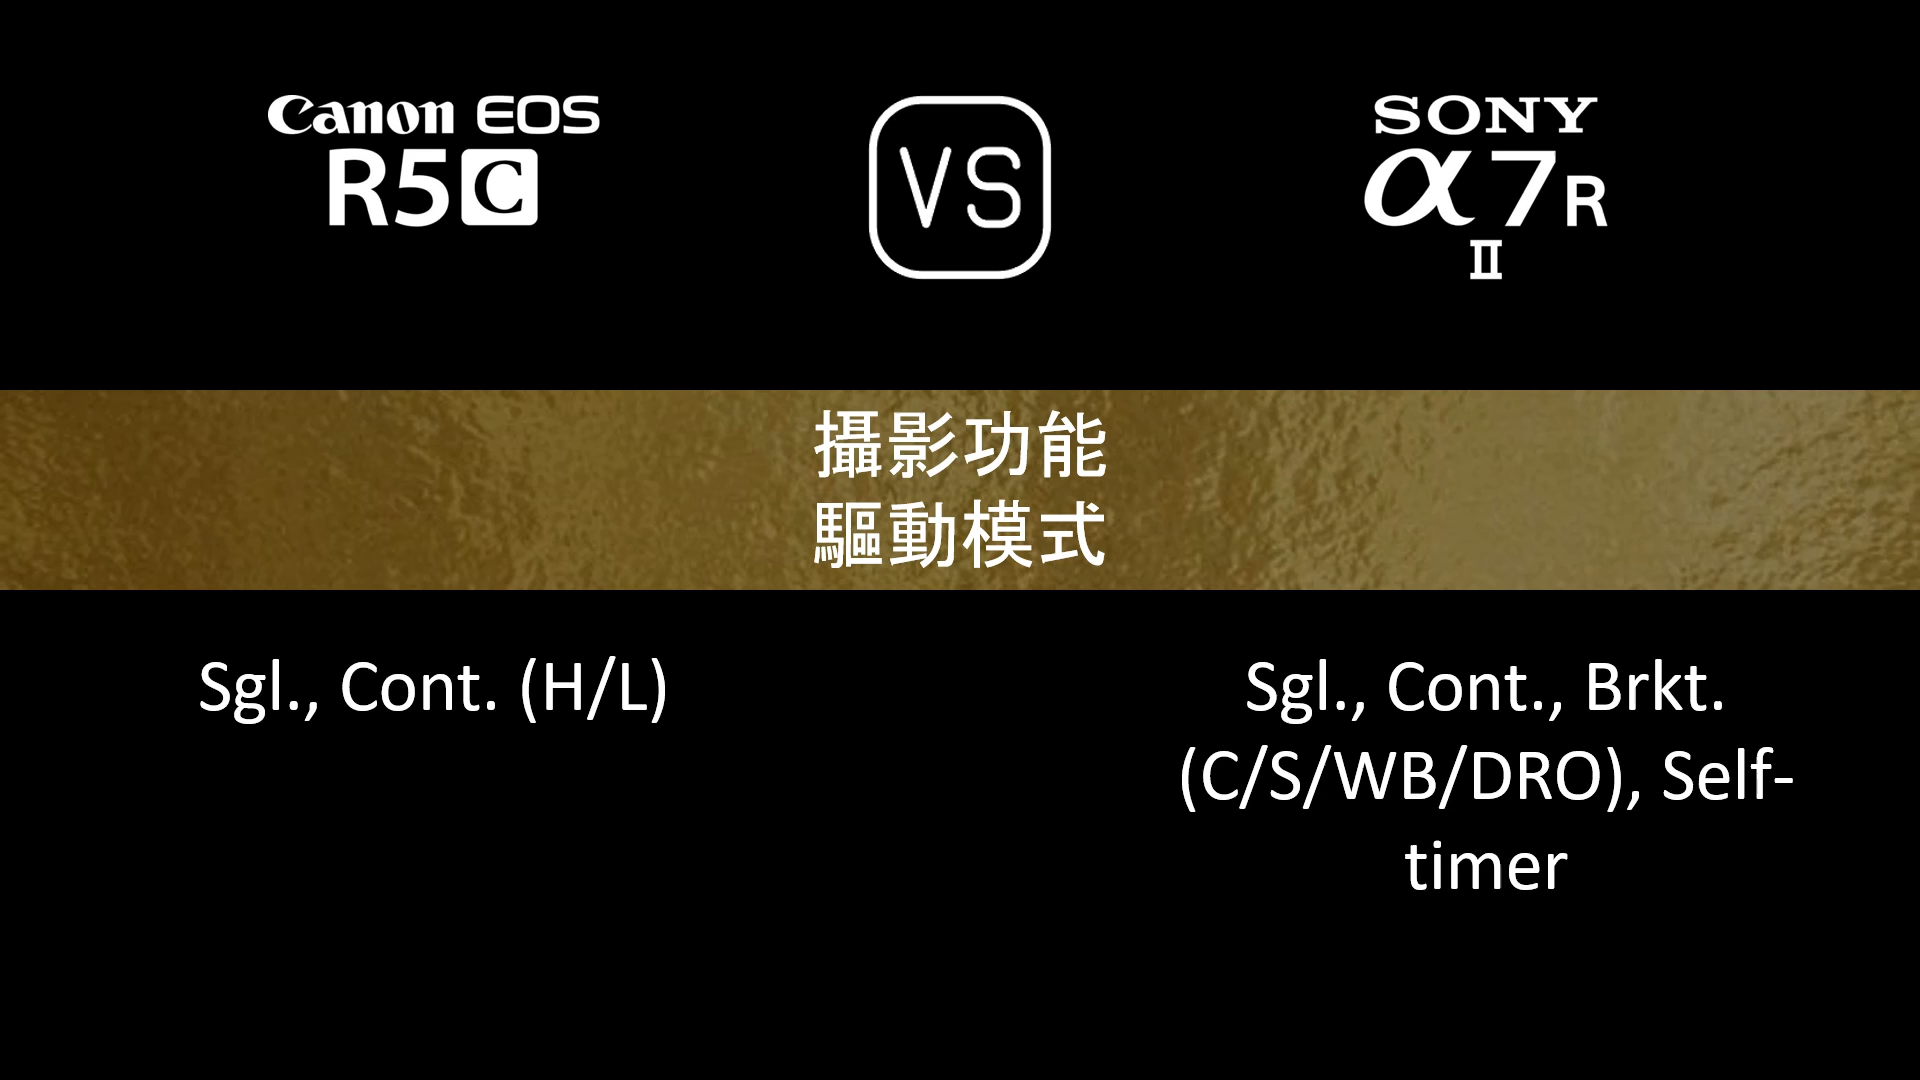 Canon EOS
R5 C
VS
SONY
α7R
II
攝影功能
驅動模式
Sgl., Cont. (H/L)
Sgl., Cont., Brkt.
(C/S/WB/DRO), Self-
timer